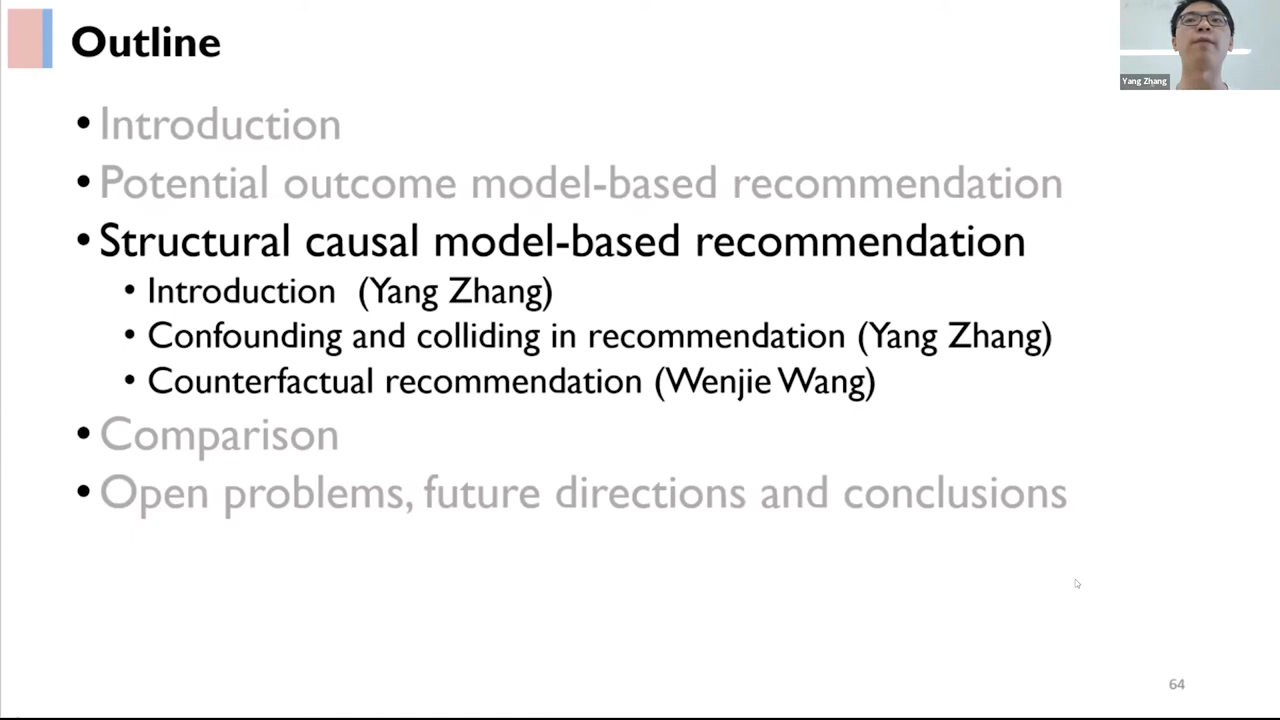 Outline
Yang Zhang
• Introduction
• Potential outcome model-based recommendation
• Structural causal model-based recommendation
• Introduction (Yang Zhang)
• Confounding and colliding in recommendation (Yang Zhang)
• Counterfactual recommendation (Wenjie Wang)
• Comparison
• Open problems, future directions and conclusions
64